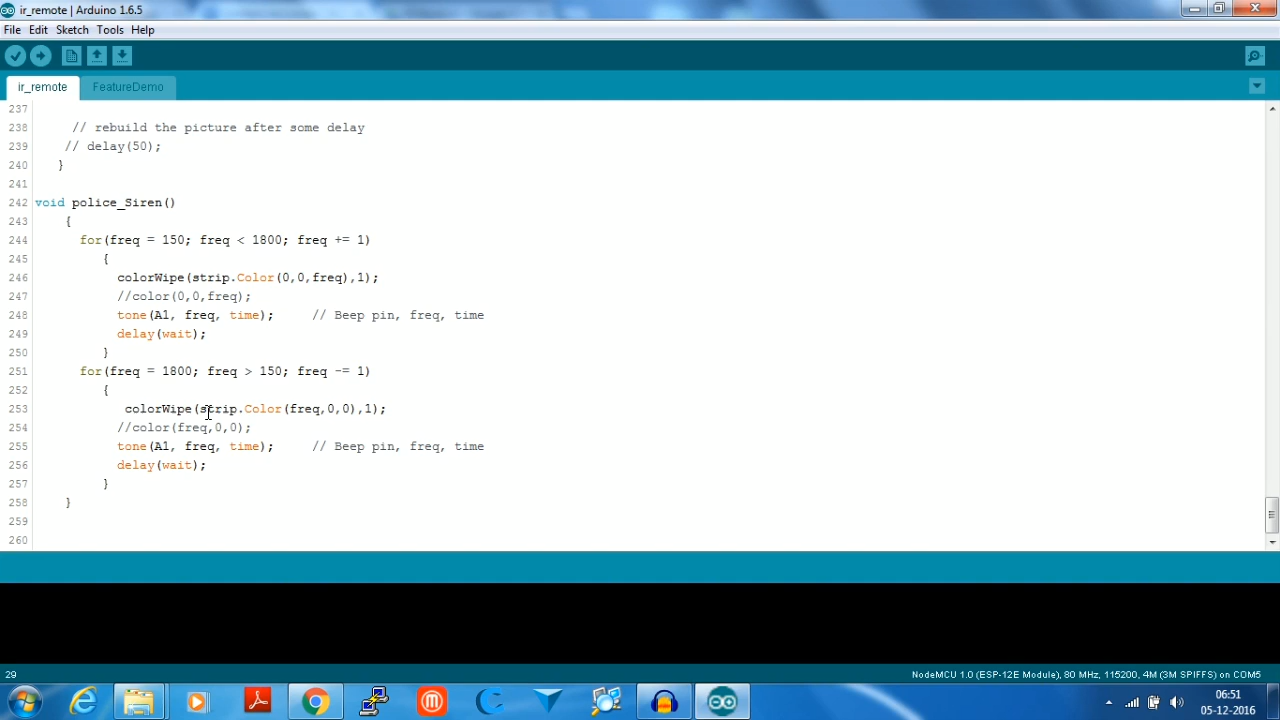 ir_remote | Arduino 1.6.5
File Edit Sketch Tools Help
ir_remote FeatureDemo
237
238 // rebuild the picture after some delay
239 // delay(50);
240 }
241
242 void police_Siren()
243 {
244 for(freq = 150; freq < 1800; freq += 1)
245 {
246 colorWipe(strip.Color(0,0,freq),1);
247 //color(0,0,freq);
248 tone(A1, freq, time); // Beep pin, freq, time
249 delay(wait);
250 }
251 for(freq = 1800; freq > 150; freq -= 1)
252 {
253 colorWipe(strip.Color(freq,0,0),1);
254 //color(freq,0,0);
255 tone(A1, freq, time); // Beep pin, freq, time
256 delay(wait);
257 }
258 }
259
260
29 NodeMCU 1.0 (ESP-12E Module), 80 MHz, 115200, 4M (3M SPIFFS) on COM5
06:51
05-12-2016